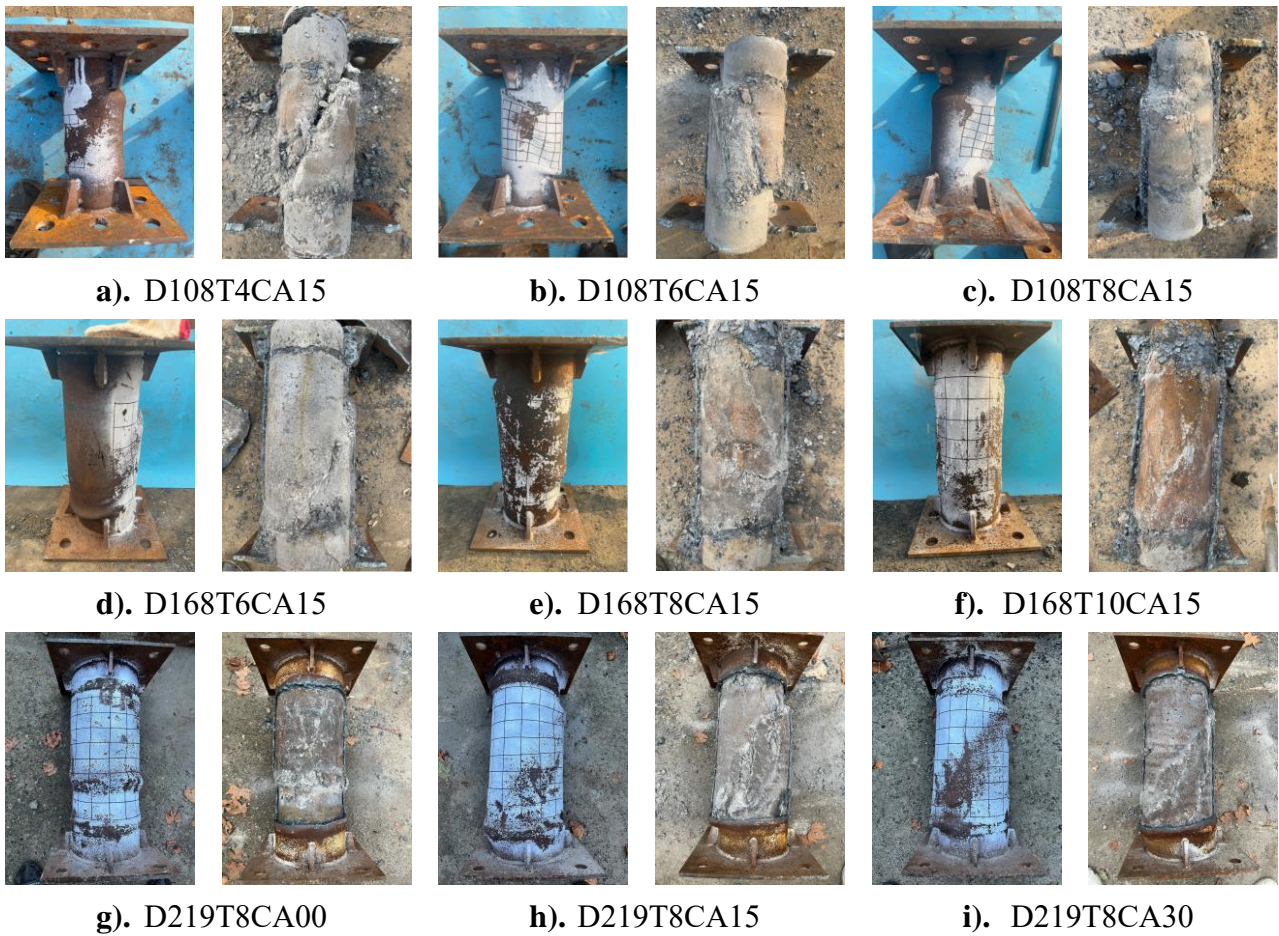 a). D108T4CA15
b). D108T6CA15
c). D108T8CA15
d). D168T6CA15
e). D168T8CA15
f). D168T10CA15
g). D219T8CA00
h). D219T8CA15
i). D219T8CA30